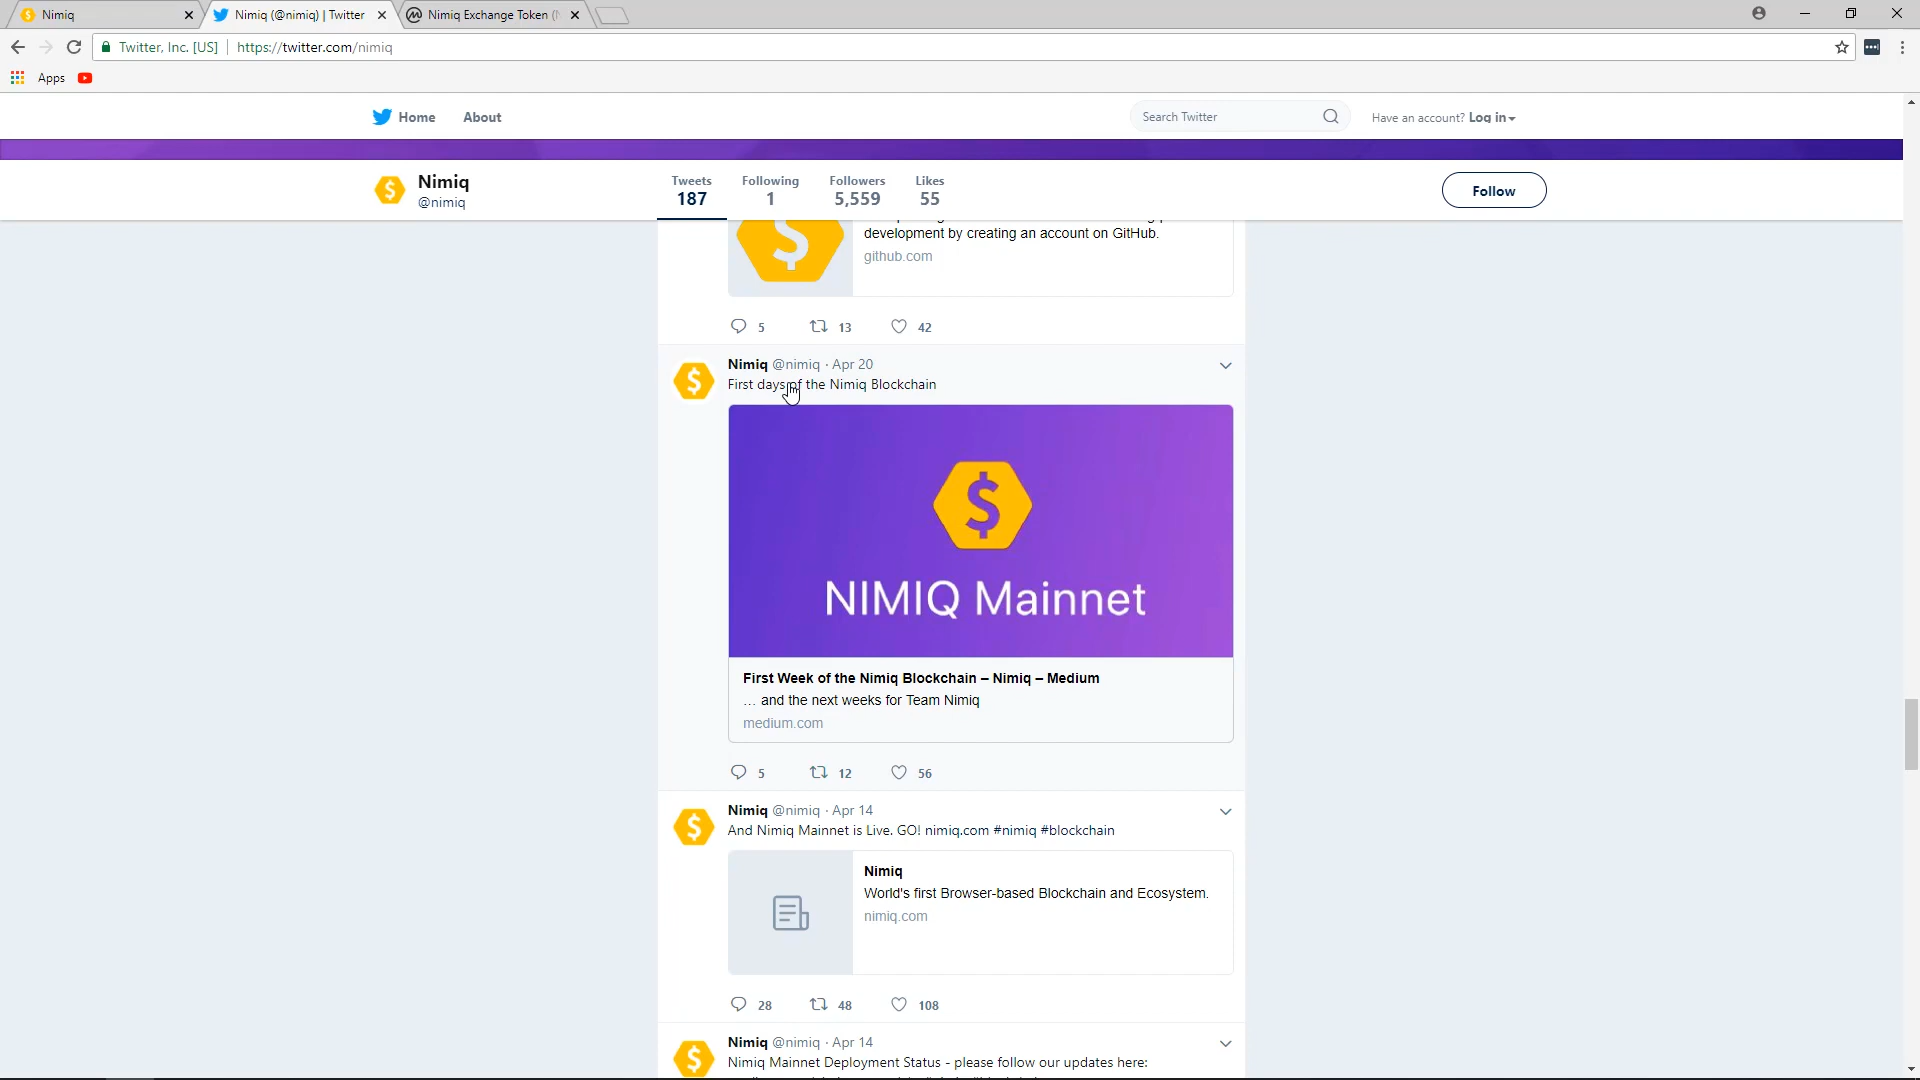 Nimiq
Nimiq (@nimiq) | Twitter
Nimiq Exchange Token (
Twitter, Inc. [US]
https://twitter.com/nimiq
Apps
Home
About
Search Twitter
Have an account? Log in
Nimiq
@nimiq
Tweets
187
Following
1
Followers
5,559
Likes
55
Follow
development by creating an account on GitHub.
github.com
5
13
42
Nimiq @nimiq · Apr 20
First days of the Nimiq Blockchain
$
NIMIQ Mainnet
First Week of the Nimiq Blockchain – Nimiq – Medium
… and the next weeks for Team Nimiq
medium.com
5
12
56
Nimiq @nimiq · Apr 14
And Nimiq Mainnet is Live. GO! nimiq.com #nimiq #blockchain
Nimiq
World's first Browser-based Blockchain and Ecosystem.
nimiq.com
28
48
108
Nimiq @nimiq · Apr 14
Nimiq Mainnet Deployment Status - please follow our updates here: